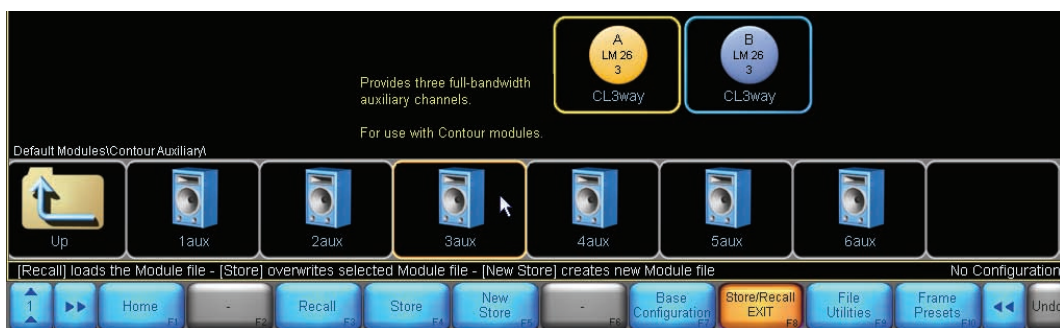 A
LM 26
3
CL3way
B
LM 26
3
CL3way
Provides three full-bandwidth
auxiliary channels.
For use with Contour modules.
Default Modules\Contour Auxiliary\
Up
1aux
2aux
3aux
4aux
5aux
6aux
[Recall] loads the Module file - [Store] overwrites selected Module file - [New Store] creates new Module file
No Configuration
1
Home
F1
-
F2
Recall
F3
Store
F4
New
Store
F5
-
F6
Base
Configuration
F7
Store/Recall
EXIT
F8
File
Utilities
F9
Frame
Presets
F10
Und